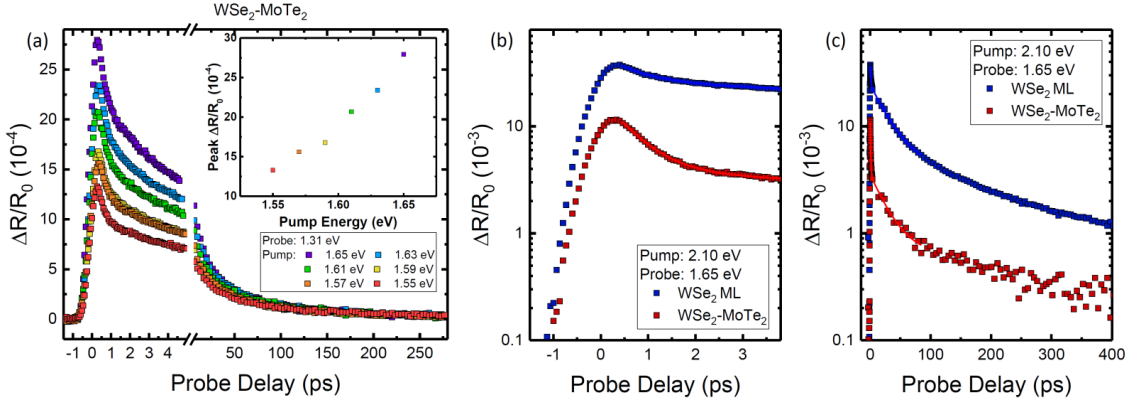 WSe₂-MoTe₂
(a)
ΔR/R₀ (10⁻⁴)
25
20
15
10
5
0
-1 0 1 2 3 4 50 100 150 200 250
Probe Delay (ps)
Peak ΔR/R₀ (10⁻⁴)
30
25
20
15
10
1.55 1.60 1.65
Pump Energy (eV)
Probe: 1.31 eV
Pump: 1.65 eV 1.63 eV
1.61 eV 1.59 eV
1.57 eV 1.55 eV
(b)
ΔR/R₀ (10⁻³)
10
1
0.1
-1 0 1 2 3
Probe Delay (ps)
Pump: 2.10 eV
Probe: 1.65 eV
WSe₂ ML
WSe₂-MoTe₂
(c)
ΔR/R₀ (10⁻³)
10
1
0.1
0 100 200 300 400
Probe Delay (ps)
Pump: 2.10 eV
Probe: 1.65 eV
WSe₂ ML
WSe₂-MoTe₂